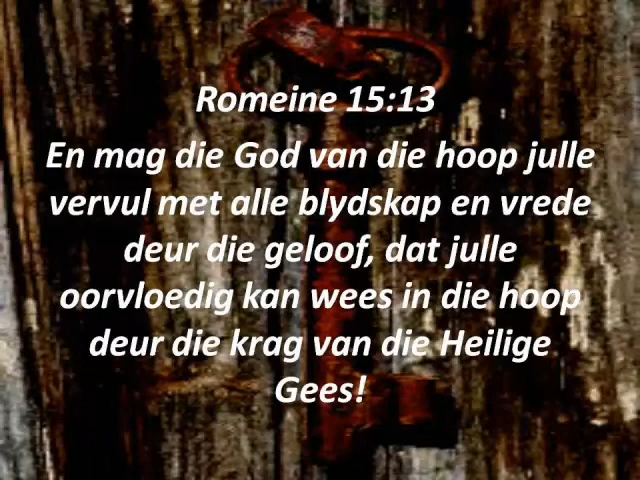 Romeine 15:13
En mag die God van die hoop julle
vervul met alle blydskap en vrede
deur die geloof, dat julle
oorvloedig kan wees in die hoop
deur die krag van die Heilige
Gees!